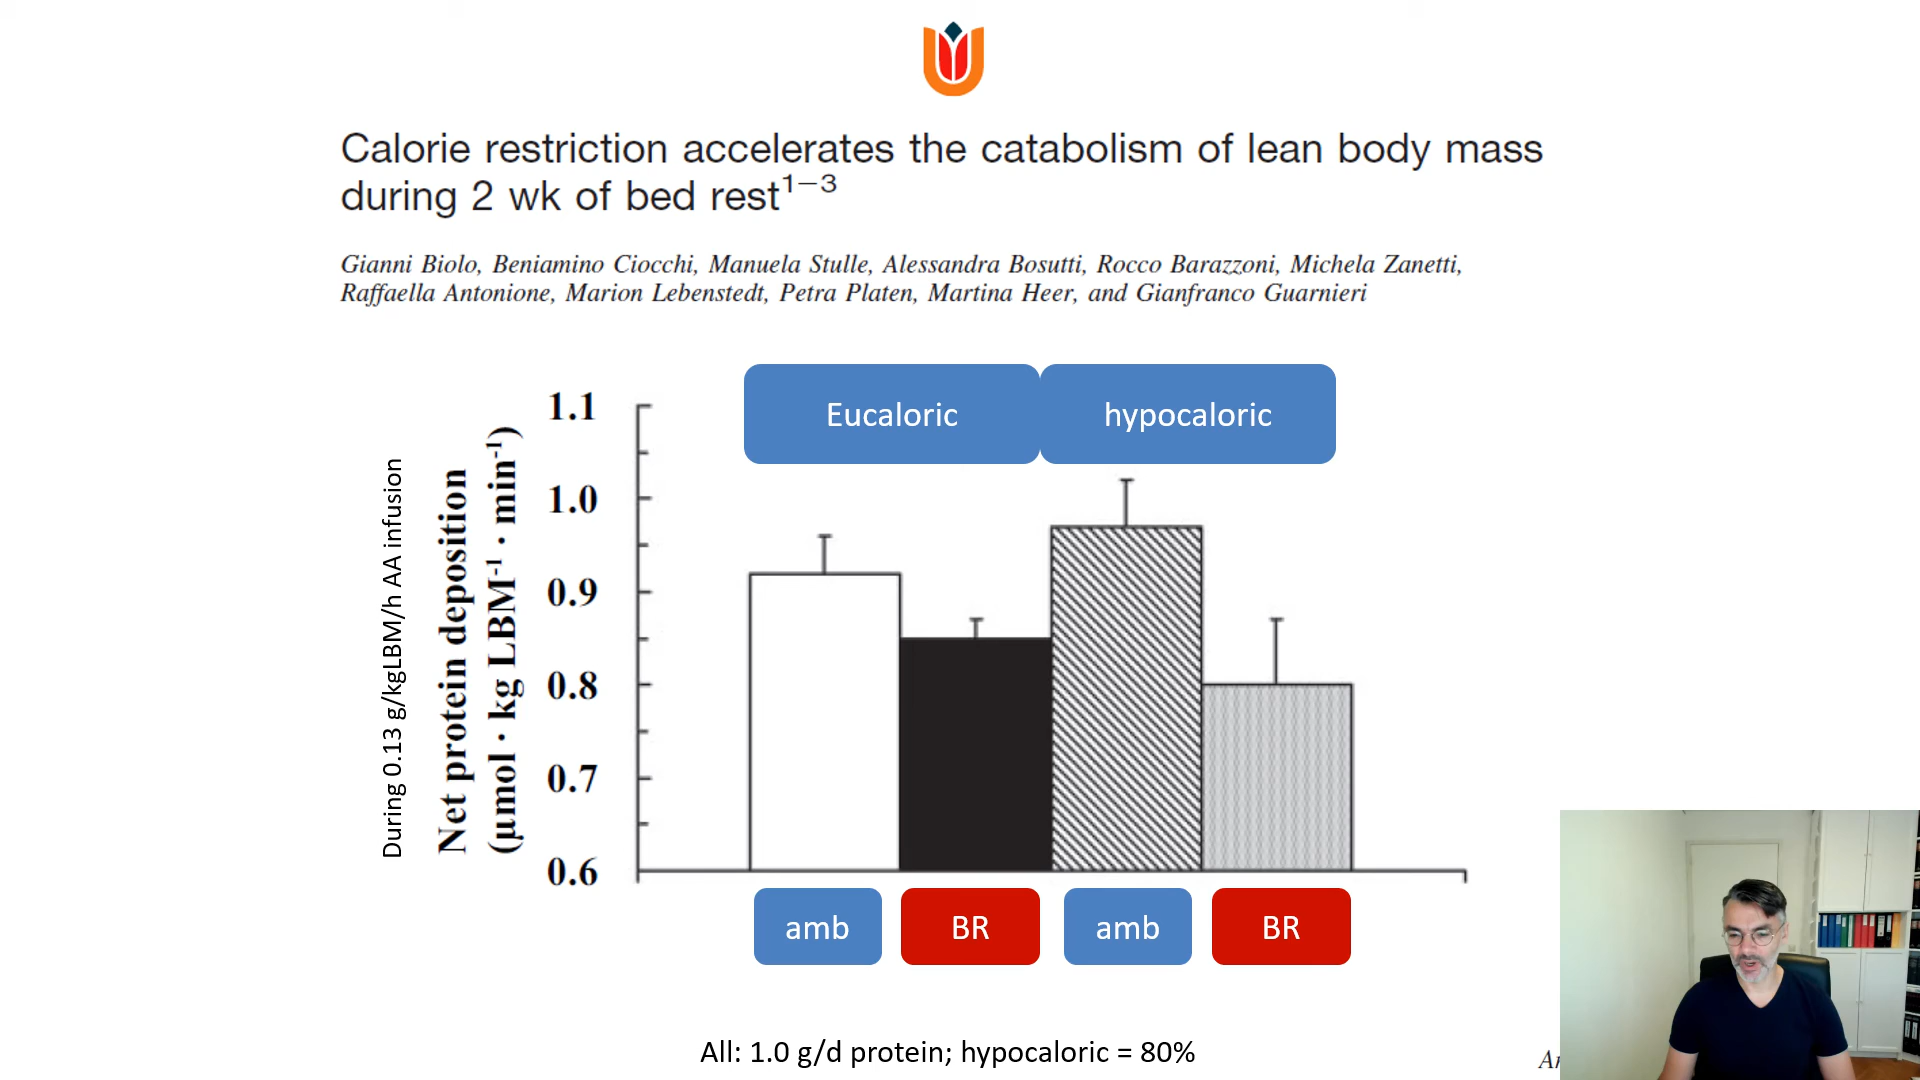 Calorie restriction accelerates the catabolism of lean body mass
during 2 wk of bed rest1–3
Gianni Biolo, Beniamino Ciocchi, Manuela Stulle, Alessandra Bosutti, Rocco Barazzoni, Michela Zanetti,
Raffaella Antonione, Marion Lebenstedt, Petra Platen, Martina Heer, and Gianfranco Guarnieri
Eucaloric
hypocaloric
During 0.13 g/kgLBM/h AA infusion
Net protein deposition
(µmol · kg LBM-1 · min-1)
1.1
1.0
0.9
0.8
0.7
0.6
amb
BR
amb
BR
All: 1.0 g/d protein; hypocaloric = 80%